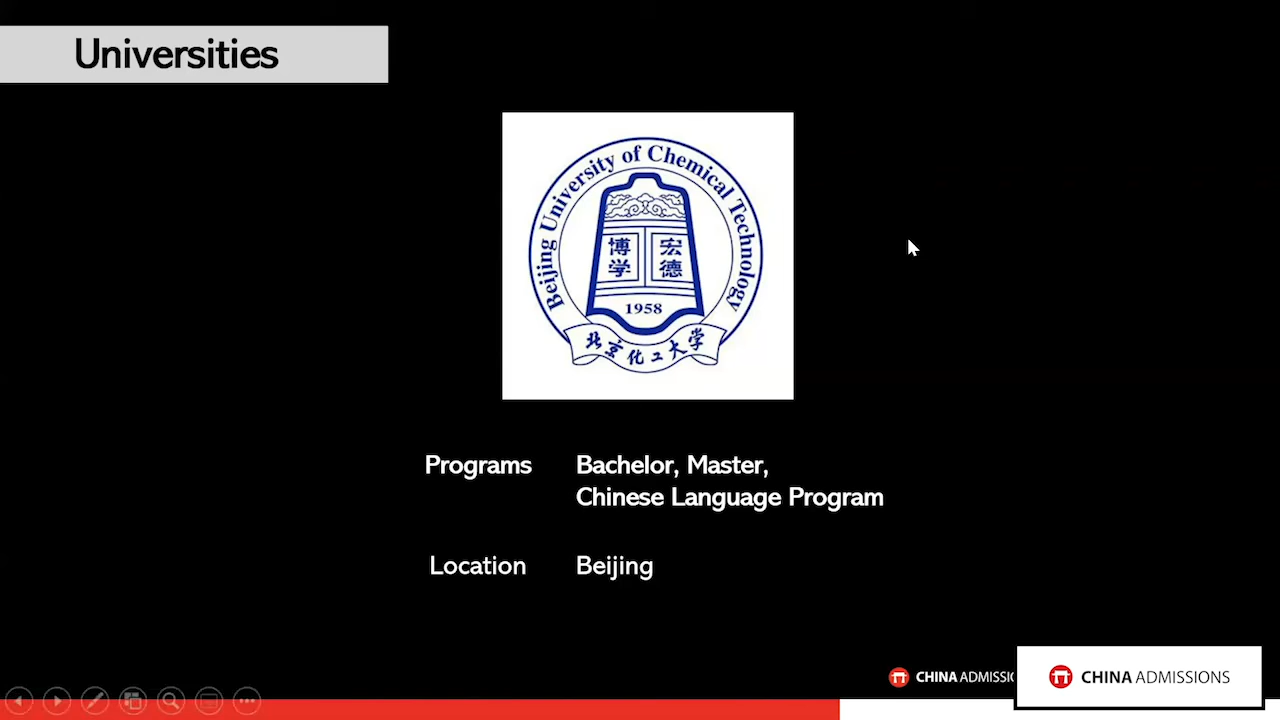 Universities
Beijing University of Chemical Technology
博学
宏德
1958
北京化工大学
Programs
Bachelor, Master,
Chinese Language Program
Location
Beijing
CHINA ADMISSIO
CHINA ADMISSIONS